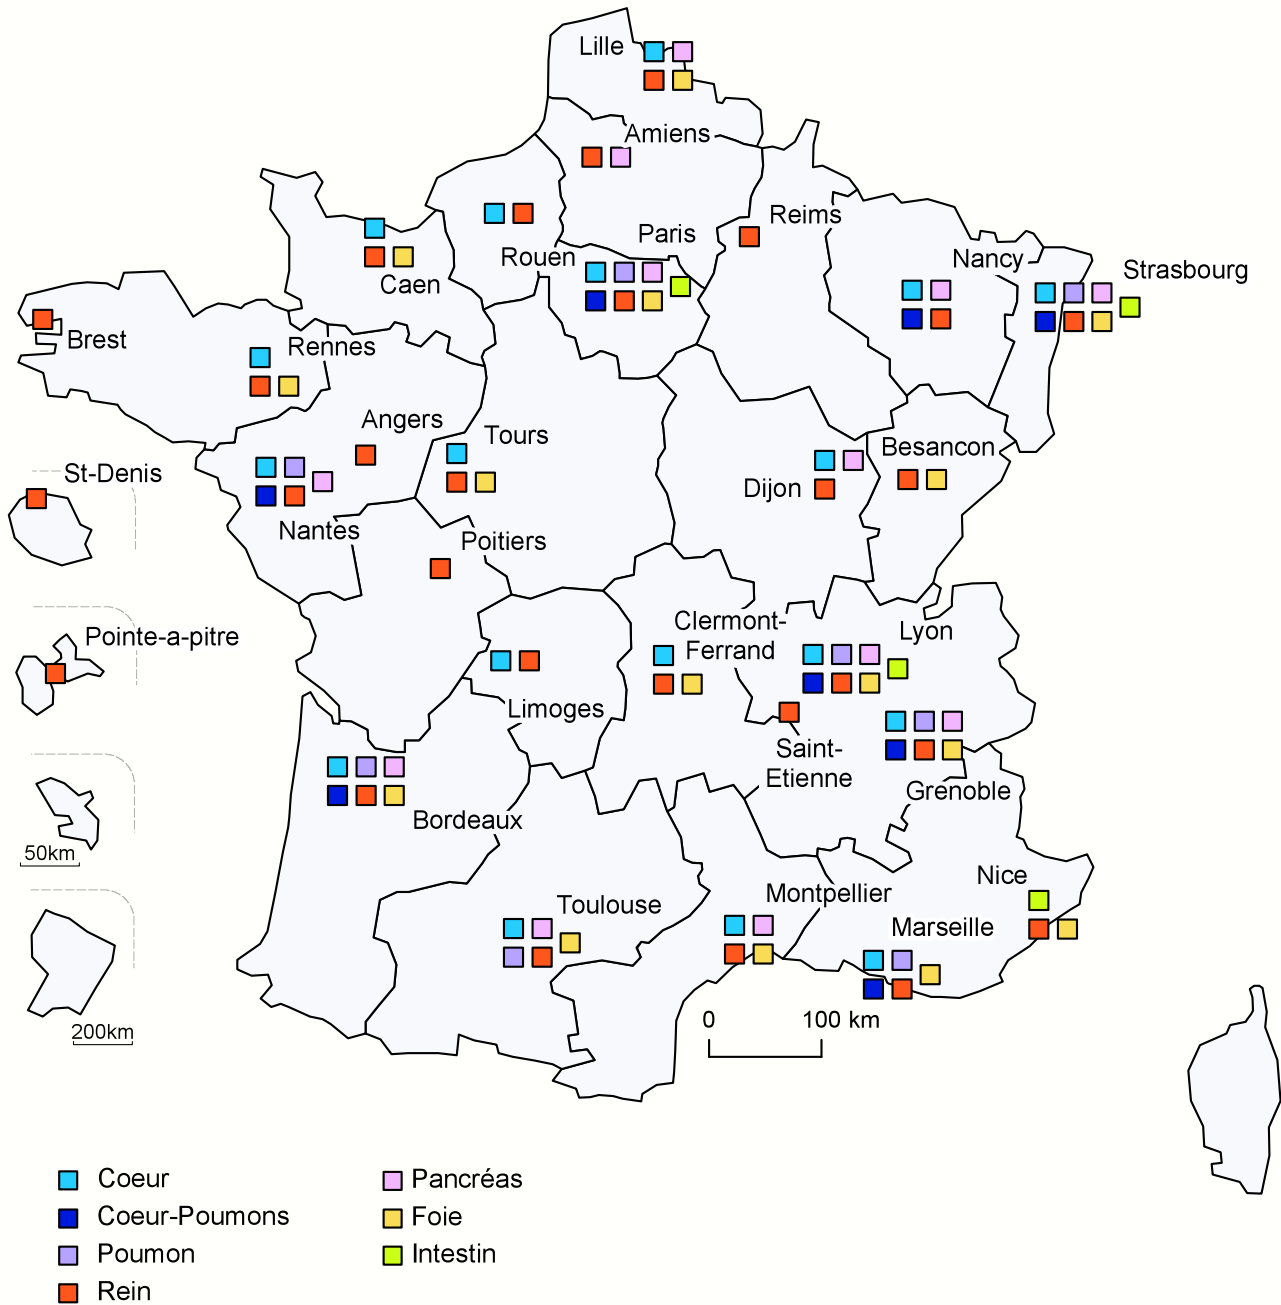 Lille
Amiens
Reims
Paris
Rouen
Nancy
Strasbourg
Caen
Brest
Rennes
Angers
Tours
Besancon
St-Denis
Dijon
Nantes
Poitiers
Pointe-a-pitre
Clermont-
Ferrand
Lyon
Limoges
Saint-
Etienne
Grenoble
Bordeaux
50km
Nice
Montpellier
Toulouse
Marseille
200km
0
100 km
Coeur
Pancréas
Coeur-Poumons
Foie
Poumon
Intestin
Rein